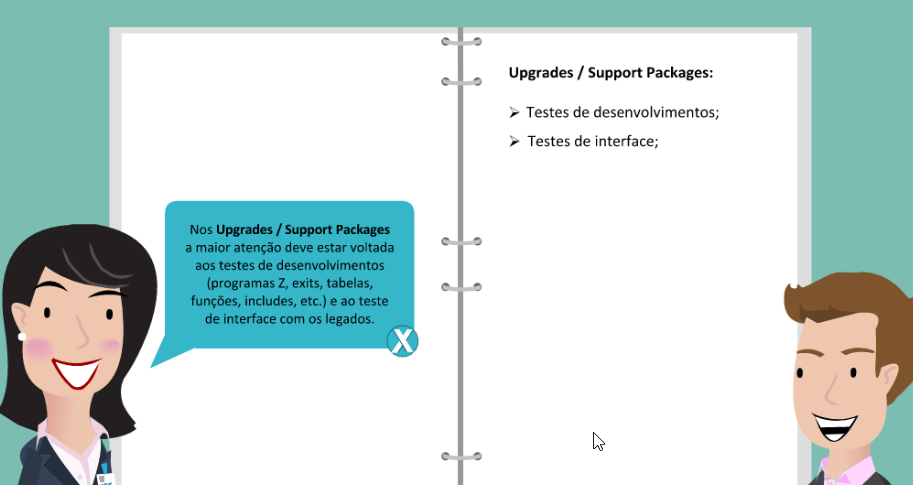 Nos Upgrades / Support Packages
a maior atenção deve estar voltada
aos testes de desenvolvimentos
(programas Z, exits, tabelas,
funções, includes, etc.) e ao teste
de interface com os legados.
X
Upgrades / Support Packages:
➢ Testes de desenvolvimentos;
➢ Testes de interface;